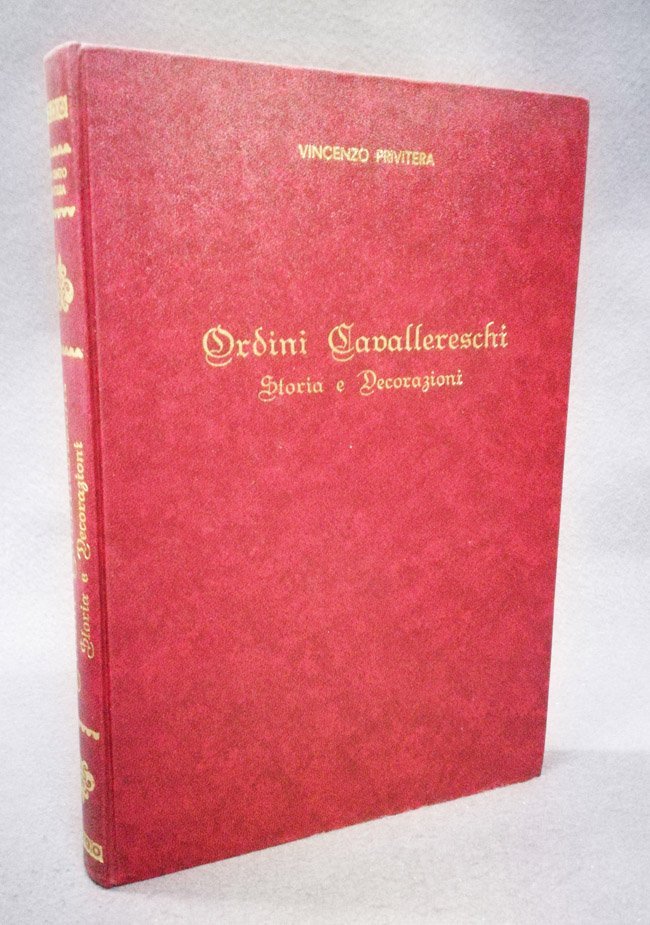 VINCENZO PRIVITERA
Ordini Cavallereschi
Storia e Decorazioni
Storia e Decorazioni